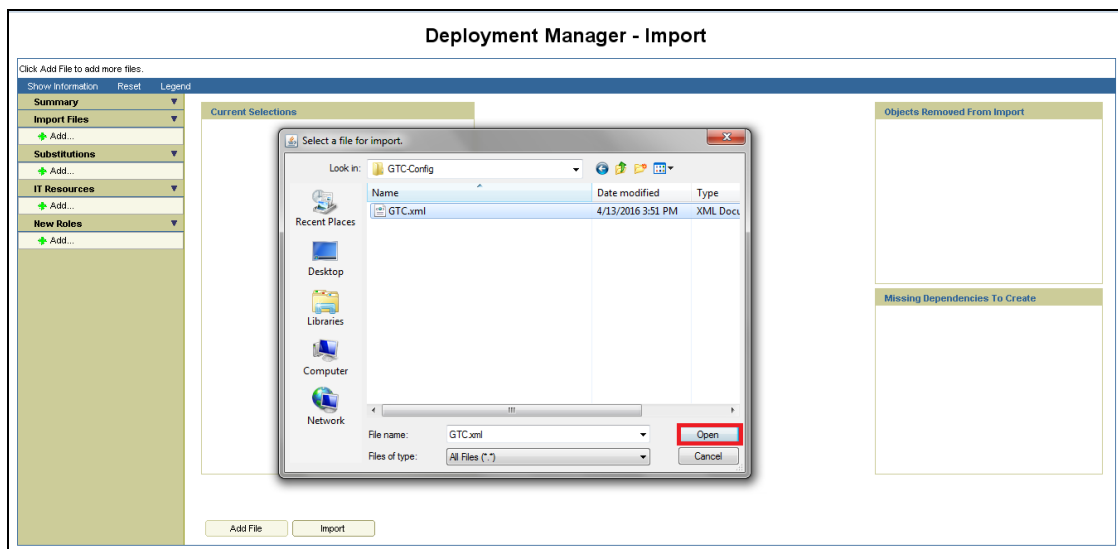 Deployment Manager - Import
Click Add File to add more files.
Show Information Reset Legend
Summary
Import Files
Add...
Substitutions
Add...
IT Resources
Add...
New Roles
Add...
Current Selections
Select a file for import.
Look in: GTC-Config
Recent Places
Desktop
Libraries
Computer
Network
Name Date modified Type
GTC.xml 4/13/2016 3:51 PM XML Docu
File name: GTC.xml Open
Files of type: All Files (*.*) Cancel
Objects Removed From Import
Missing Dependencies To Create
Add File Import